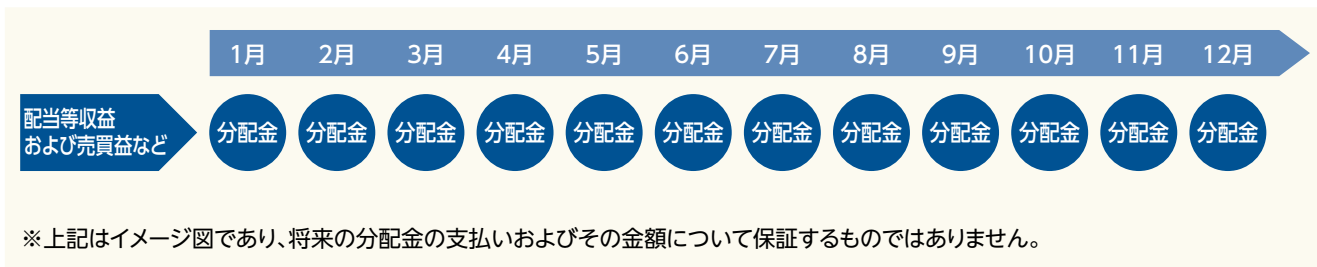 1月 2月 3月 4月 5月 6月 7月 8月 9月 10月 11月 12月
配当等収益
および売買益など
分配金 分配金 分配金 分配金 分配金 分配金 分配金 分配金 分配金 分配金 分配金 分配金
※上記はイメージ図であり、将来の分配金の支払いおよびその金額について保証するものではありません。